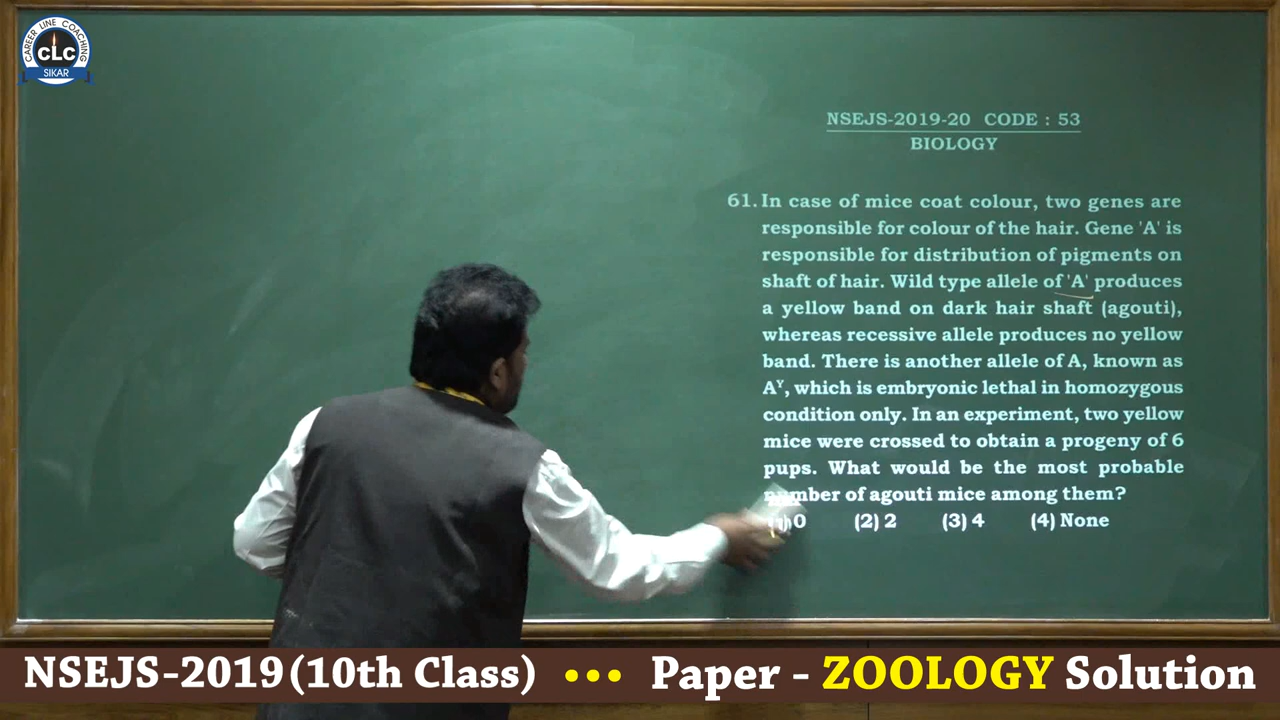 CAREER LINE COACHING
CLC
SIKAR
NSEJS-2019-20 CODE : 53
BIOLOGY
61. In case of mice coat colour, two genes are
responsible for colour of the hair. Gene 'A' is
responsible for distribution of pigments on
shaft of hair. Wild type allele of 'A' produces
a yellow band on dark hair shaft (agouti),
whereas recessive allele produces no yellow
band. There is another allele of A, known as
Aʸ, which is embryonic lethal in homozygous
condition only. In an experiment, two yellow
mice were crossed to obtain a progeny of 6
pups. What would be the most probable
number of agouti mice among them?
0 (2) 2 (3) 4 (4) None
NSEJS-2019(10th Class) ••• Paper - ZOOLOGY Solution